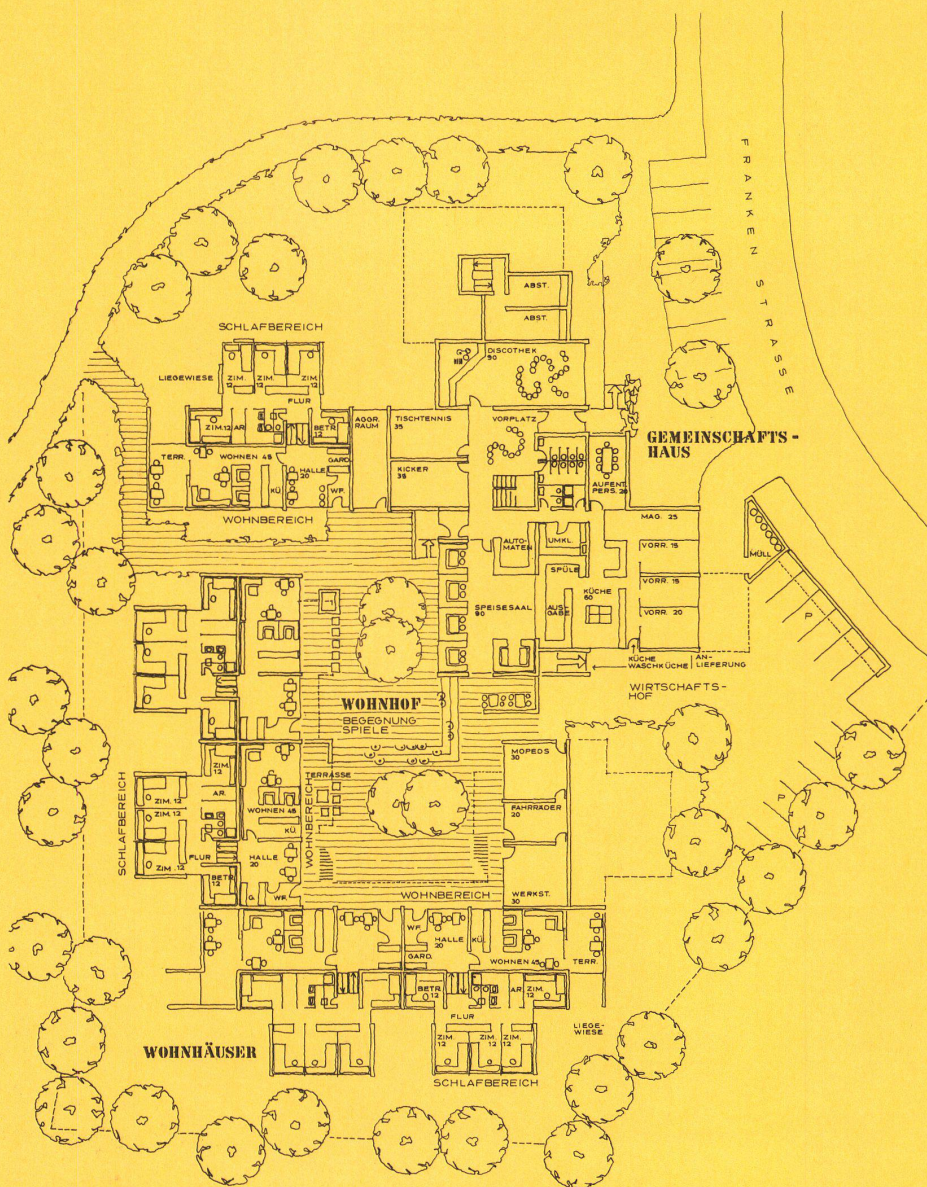 FRANKEN STRASSE
ABST.
ABST.
DISCOTHEK
90
SCHLAFBEREICH
LIEGEWIESE
ZIM.
12
ZIM.
12
ZIM.
12
FLUR
ZIM.12
AR.
BETR.
12
AGGR.
RAUM
TISCHTENNIS
35
VORPLATZ
GEMEINSCHAFTS-
HAUS
TERR.
WOHNEN 45
HALLE
20
GARD.
KÜ.
WF.
KICKER
35
AUFENT.
PERS. 20
WOHNBEREICH
MAG. 25
AUTO-
MATEN
UMKL.
VORR. 15
MÜLL
SPÜLE
SPEISESAAL
90
AUS-
GABE
KÜCHE
60
VORR. 15
VORR. 20
P
KÜCHE
WASCHKÜCHE
AN-
LIEFERUNG
WIRTSCHAFTS-
HOF
WOHNHOF
BEGEGNUNG
SPIELE
MOPEDS
30
TERRASSE
ZIM.
12
SCHLAFBEREICH
ZIM. 12
AR.
ZIM. 12
WOHNEN 45
WOHNBEREICH
FAHRRÄDER
20
P
KÜ.
ZIM. 12
FLUR
HALLE
20
BETR.
12
G.
WF.
WOHNBEREICH
WERKST.
30
WF.
HALLE
20
KÜ.
GARD.
WOHNEN 45
TERR.
BETR.
12
AR.
ZIM.
12
FLUR
LIEGE-
WIESE
ZIM.
12
ZIM.
12
ZIM.
12
WOHNHÄUSER
SCHLAFBEREICH